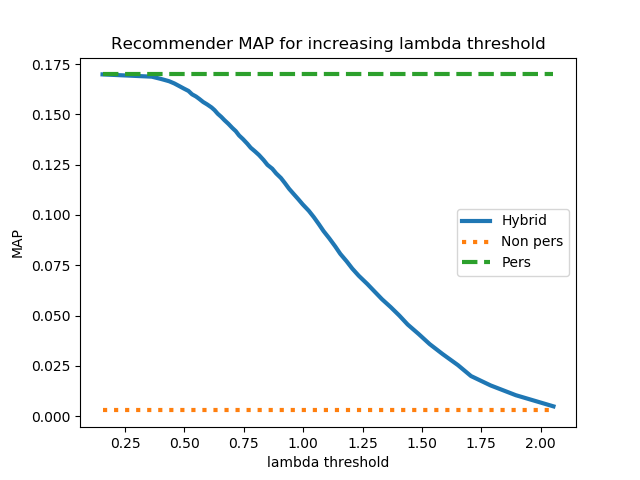 Recommender MAP for increasing lambda threshold
0.175
0.150
0.125
0.100
0.075
0.050
0.025
0.000
MAP
Hybrid
Non pers
Pers
0.25 0.50 0.75 1.00 1.25 1.50 1.75 2.00
lambda threshold